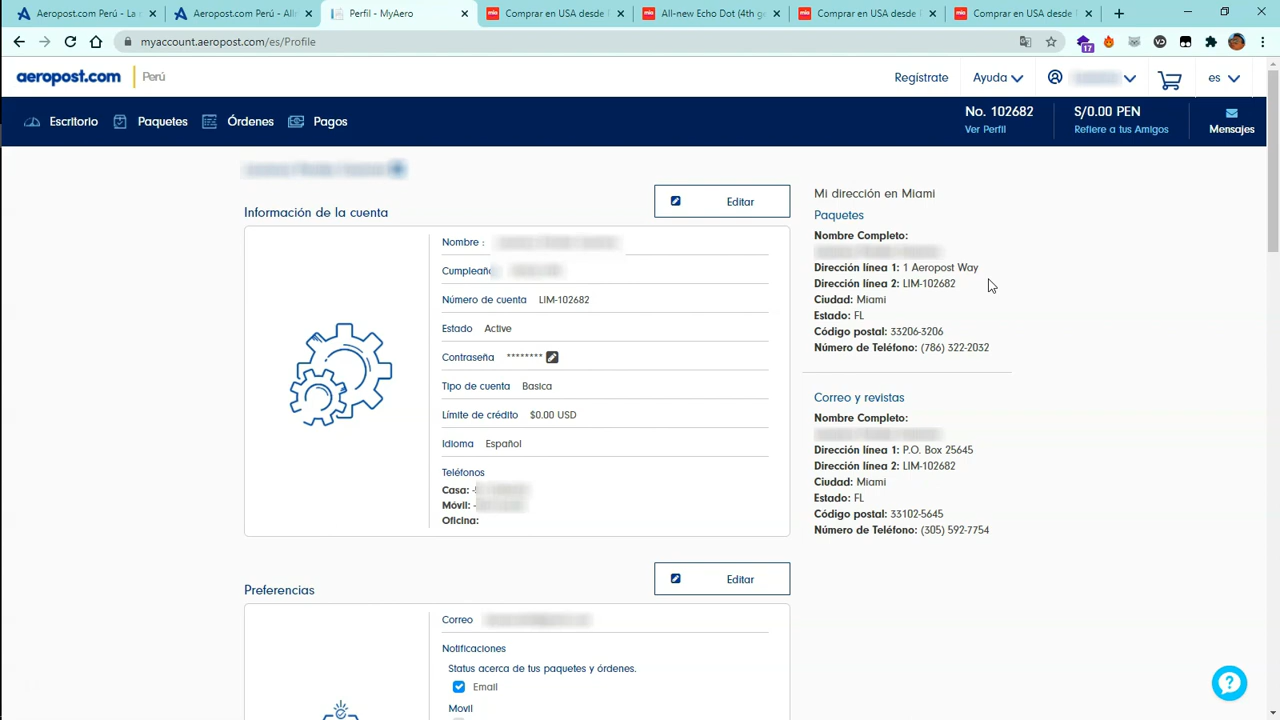 Aeropost.com Perú - La
Aeropost.com Perú - All
Perfil - MyAero
Comprar en USA desde
All-new Echo Dot (4th ge
Comprar en USA desde
Comprar en USA desde
myaccount.aeropost.com/es/Profile
17
aeropost.com
Perú
Regístrate
Ayuda
es
Escritorio
Paquetes
Órdenes
Pagos
No. 102682
Ver Perfil
S/0.00 PEN
Refiere a tus Amigos
Mensajes
Información de la cuenta
Editar
Nombre :
Cumpleaño
Número de cuenta LIM-102682
Estado Active
Contraseña ********
Tipo de cuenta Basica
Límite de crédito $0.00 USD
Idioma Español
Teléfonos
Casa:
Móvil:
Oficina:
Mi dirección en Miami
Paquetes
Nombre Completo:
Dirección línea 1: 1 Aeropost Way
Dirección línea 2: LIM-102682
Ciudad: Miami
Estado: FL
Código postal: 33206-3206
Número de Teléfono: (786) 322-2032
Correo y revistas
Nombre Completo:
Dirección línea 1: P.O. Box 25645
Dirección línea 2: LIM-102682
Ciudad: Miami
Estado: FL
Código postal: 33102-5645
Número de Teléfono: (305) 592-7754
Preferencias
Editar
Correo
Notificaciones
Status acerca de tus paquetes y órdenes.
Email
Movil